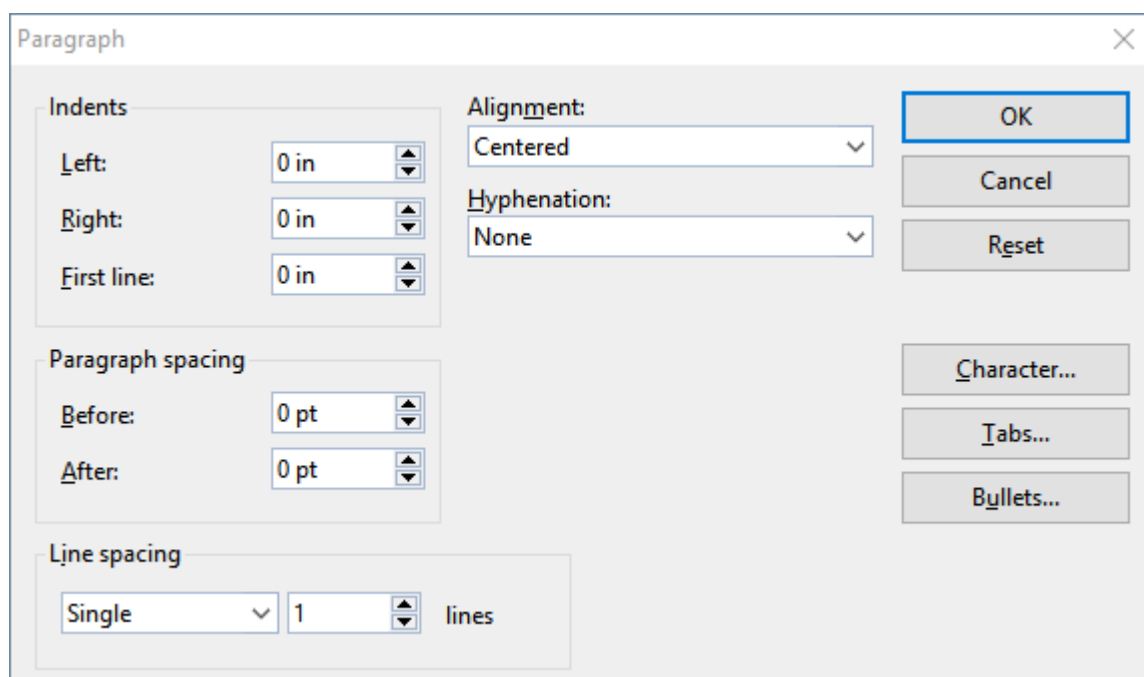 Paragraph
Indents
Left: 0 in
Right: 0 in
First line: 0 in
Alignment:
Centered
Hyphenation:
None
OK
Cancel
Reset
Paragraph spacing
Before: 0 pt
After: 0 pt
Character...
Tabs...
Bullets...
Line spacing
Single 1 lines